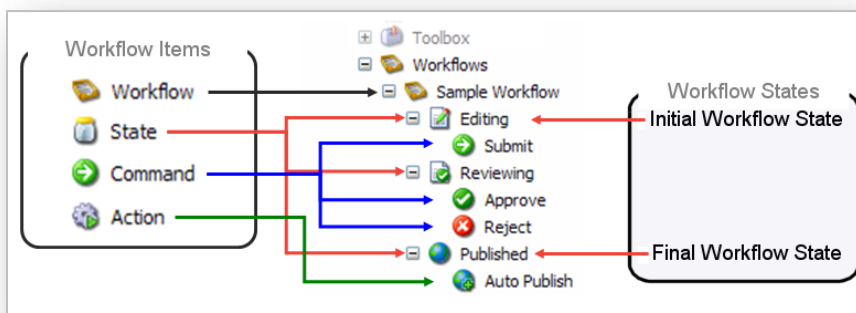 Workflow Items
Workflow
State
Command
Action
Toolbox
Workflows
Sample Workflow
Editing
Submit
Reviewing
Approve
Reject
Published
Auto Publish
Workflow States
Initial Workflow State
Final Workflow State